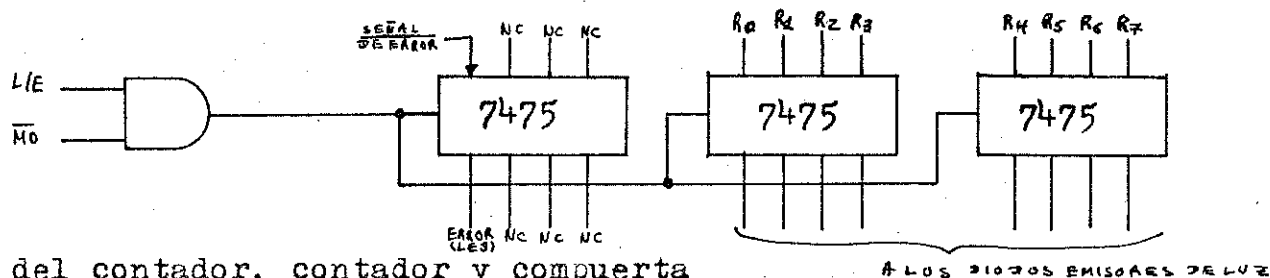 SEÑAL
DE ERROR
NC NC NC
R0 R1 R2 R3
R4 R5 R6 R7
L/E
M0
7475
7475
7475
ERROR
(LES)
NC NC NC
del contador, contador y compuerta
A LOS DIODOS EMISORES DE LUZ